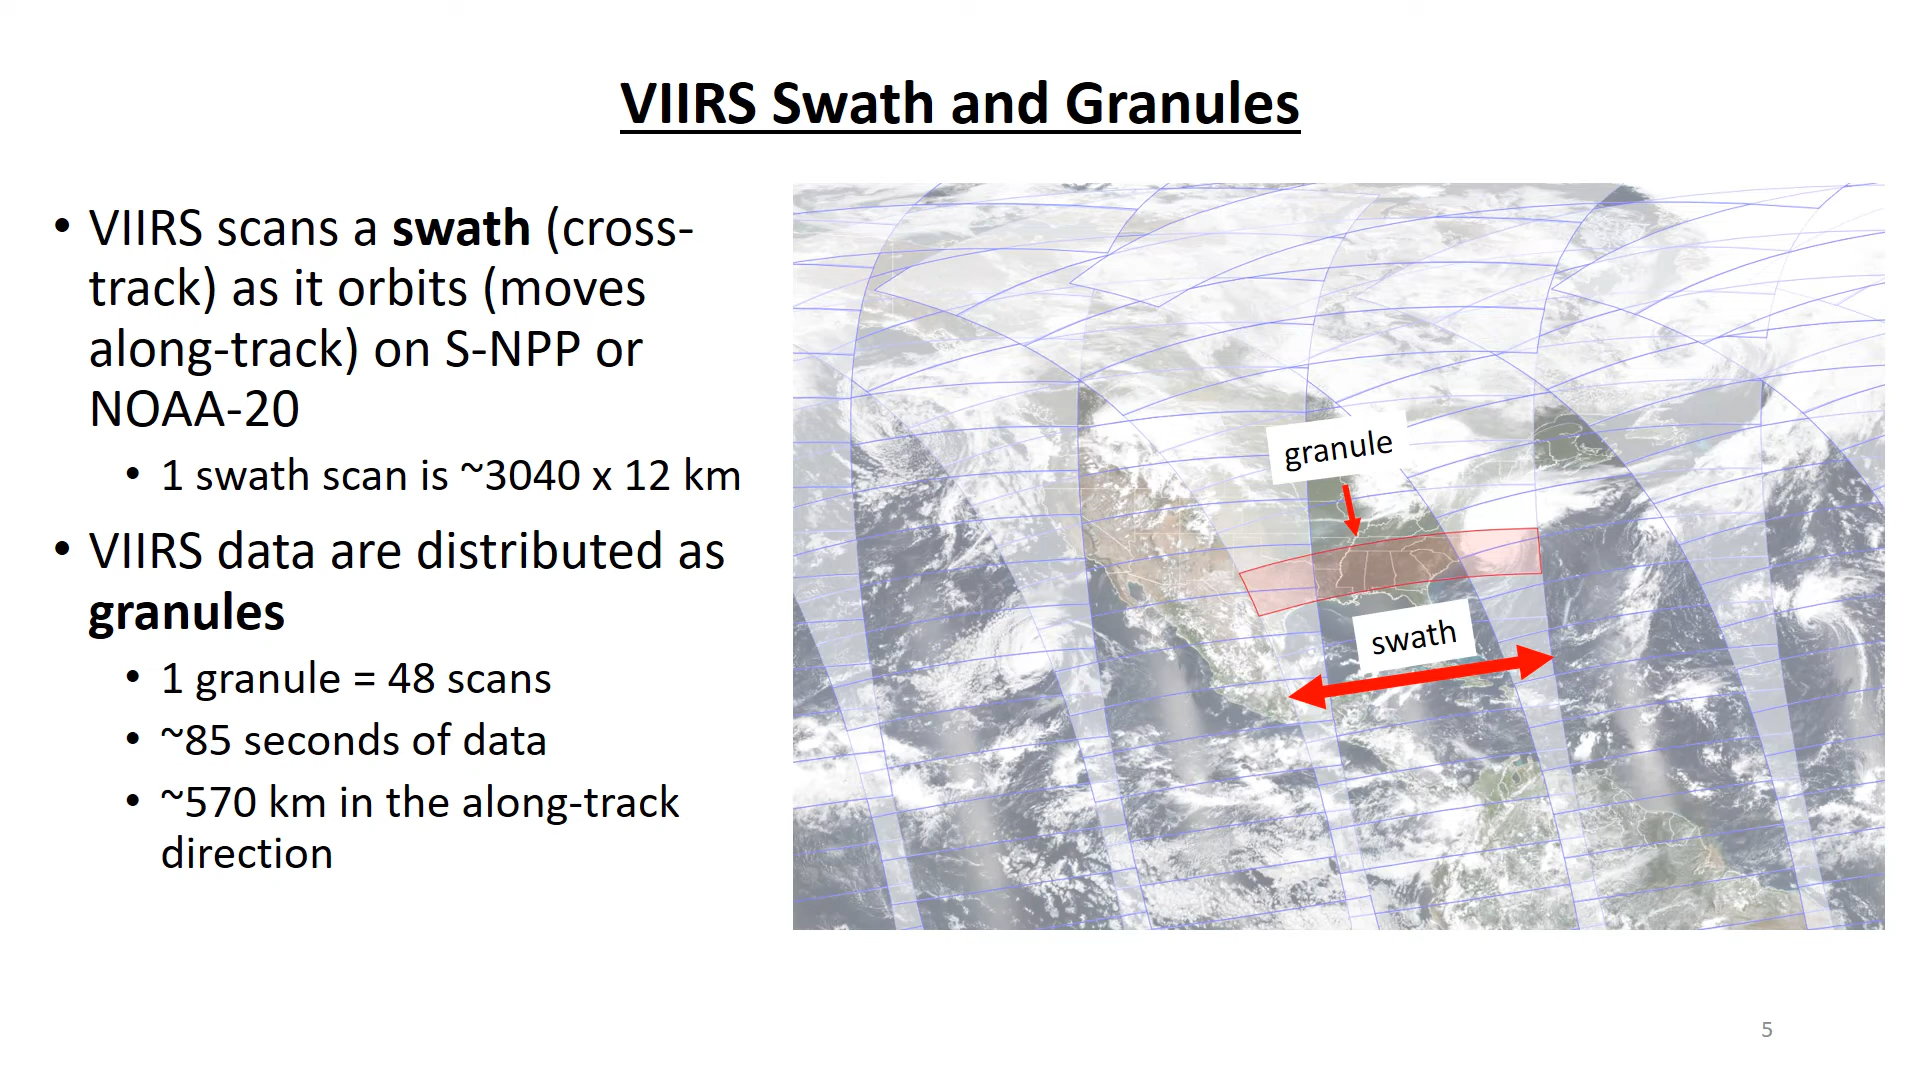 VIIRS Swath and Granules
• VIIRS scans a swath (cross-
track) as it orbits (moves
along-track) on S-NPP or
NOAA-20
• 1 swath scan is ~3040 x 12 km
• VIIRS data are distributed as
granules
• 1 granule = 48 scans
• ~85 seconds of data
• ~570 km in the along-track
direction
granule
swath
5